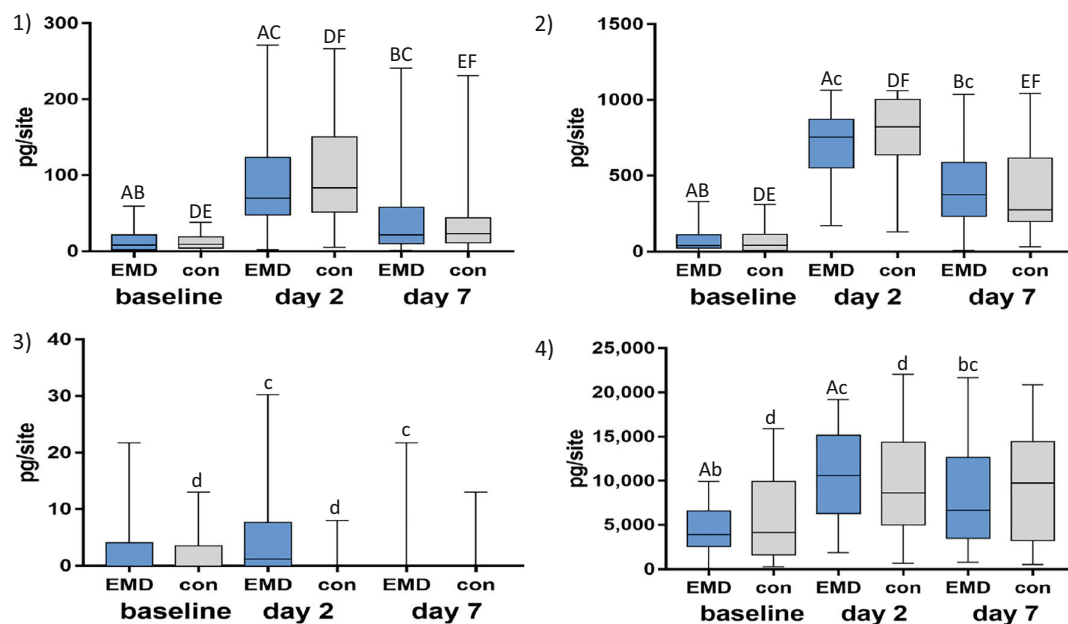 1)
pg/site
300
200
100
0
AB
DE
AC
DF
BC
EF
EMD con EMD con EMD con
baseline day 2 day 7
2)
pg/site
1500
1000
500
0
AB
DE
Ac
DF
Bc
EF
EMD con EMD con EMD con
baseline day 2 day 7
3)
pg/site
40
30
20
10
0
d
c
d
c
EMD con EMD con EMD con
baseline day 2 day 7
4)
pg/site
25,000
20,000
15,000
10,000
5,000
0
Ab
d
Ac
d
bc
EMD con EMD con EMD con
baseline day 2 day 7